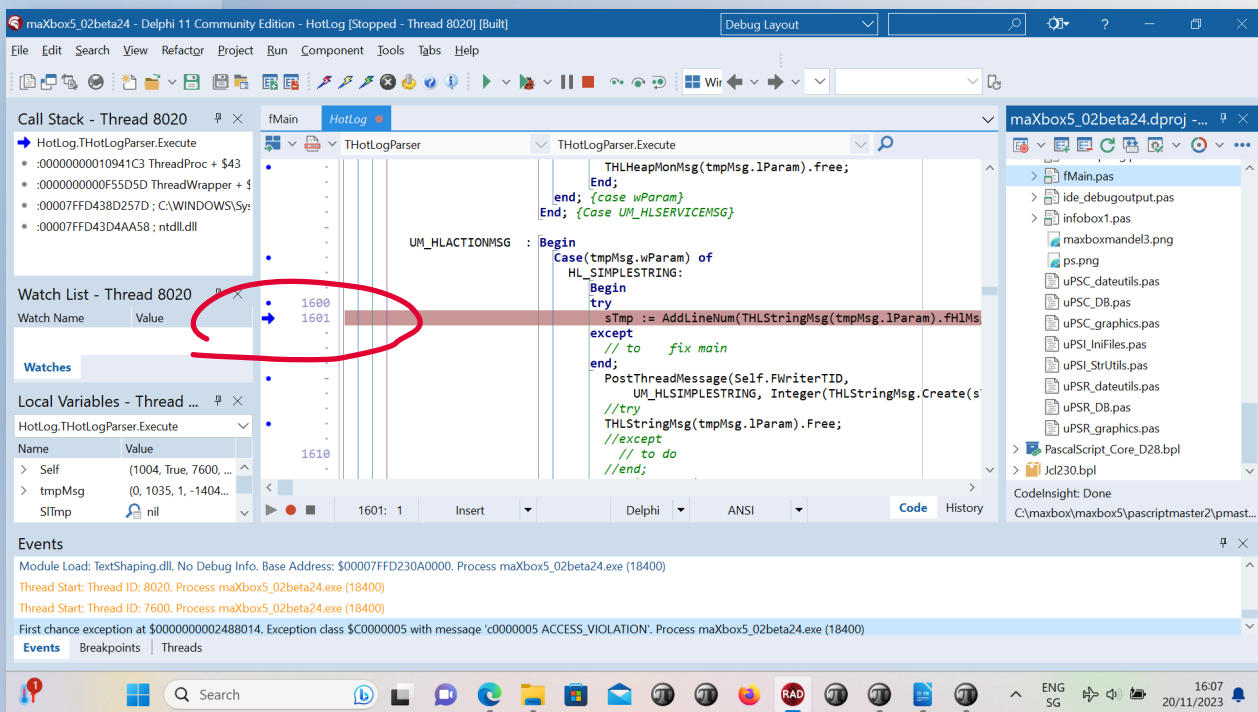 maXbox5_02beta24 - Delphi 11 Community Edition - HotLog [Stopped - Thread 8020] [Built]
Debug Layout
File Edit Search View Refactor Project Run Component Tools Tabs Help
Win
Call Stack - Thread 8020
HotLog.THotLogParser.Execute
:00000000010941C3 ThreadProc + $43
:0000000000F55D5D ThreadWrapper + $
:00007FFD438D257D ; C:\WINDOWS\Sys
:00007FFD43D4AA58 ; ntdll.dll
Watch List - Thread 8020
Watch Name Value
Watches
Local Variables - Thread ...
HotLog.THotLogParser.Execute
Name Value
Self (1004, True, 7600, ...
tmpMsg (0, 1035, 1, -1404...
SlTmp nil
fMain HotLog
THotLogParser THotLogParser.Execute
THLHeapMonMsg(tmpMsg.lParam).free;
End;
end; {case wParam}
End; {Case UM_HLSERVICEMSG}
UM_HLACTIONMSG : Begin
Case(tmpMsg.wParam) of
HL_SIMPLESTRING:
Begin
1600 try
1601 sTmp := AddLineNum(THLStringMsg(tmpMsg.lParam).fHlMs
except
// to fix main
end;
PostThreadMessage(Self.FWriterTID,
UM_HLSIMPLESTRING, Integer(THLStringMsg.Create(s
//try
THLStringMsg(tmpMsg.lParam).Free;
//except
1610 // to do
//end;
1601: 1 Insert Delphi ANSI Code History
maXbox5_02beta24.dproj -...
fMain.pas
ide_debugoutput.pas
infobox1.pas
maxboxmandel3.png
ps.png
uPSC_dateutils.pas
uPSC_DB.pas
uPSC_graphics.pas
uPSI_IniFiles.pas
uPSI_StrUtils.pas
uPSR_dateutils.pas
uPSR_DB.pas
uPSR_graphics.pas
PascalScript_Core_D28.bpl
Jcl230.bpl
CodeInsight: Done
C:\maxbox\maxbox5\pascriptmaster2\pmast...
Events
Module Load: TextShaping.dll. No Debug Info. Base Address: $00007FFD230A0000. Process maXbox5_02beta24.exe (18400)
Thread Start: Thread ID: 8020. Process maXbox5_02beta24.exe (18400)
Thread Start: Thread ID: 7600. Process maXbox5_02beta24.exe (18400)
First chance exception at $0000000002488014. Exception class $C0000005 with message 'c0000005 ACCESS_VIOLATION'. Process maXbox5_02beta24.exe (18400)
Events Breakpoints Threads
1
Search
RAD
ENG
SG
16:07
20/11/2023